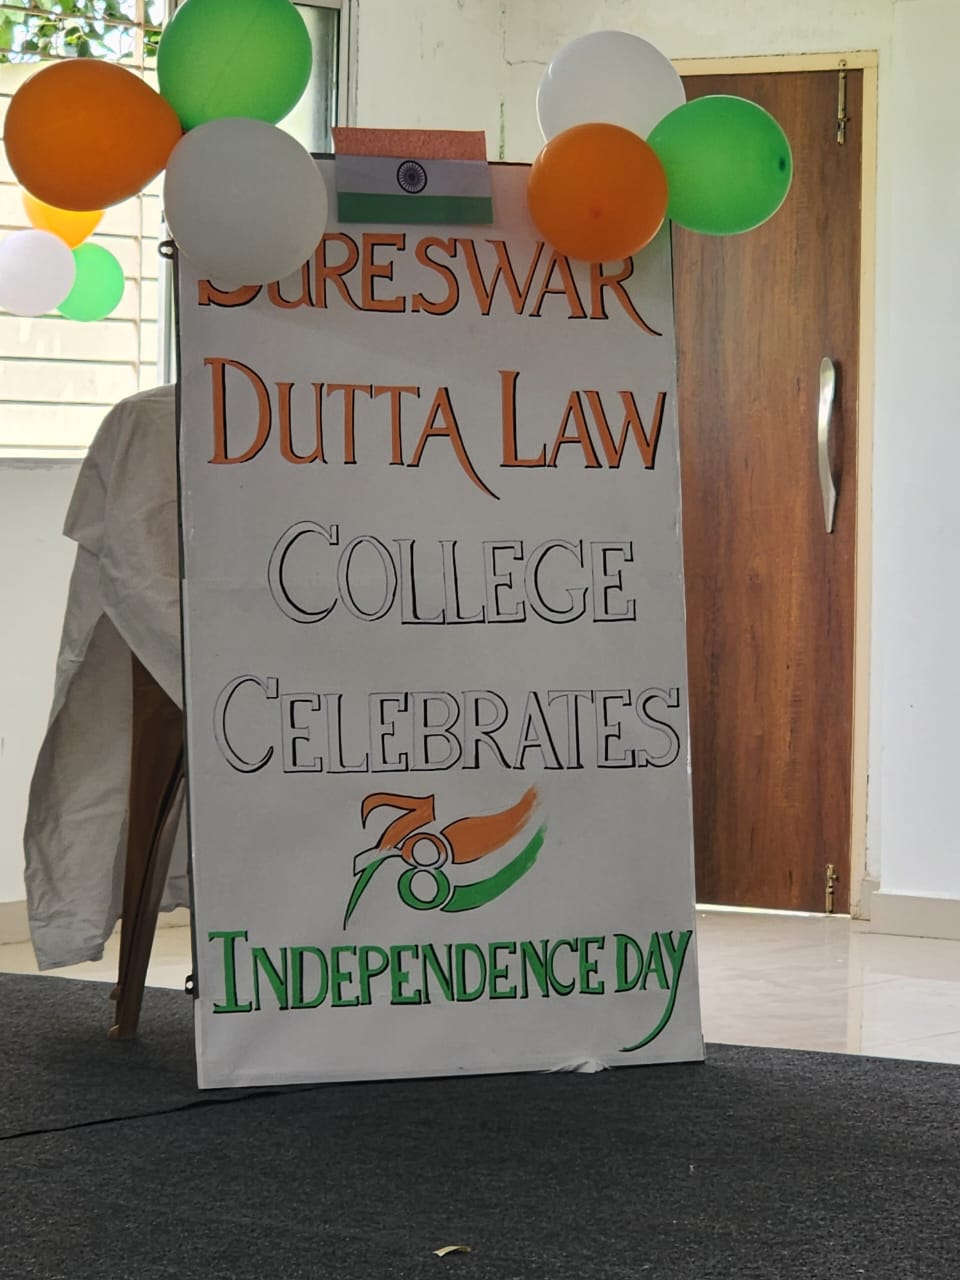 SURESWAR
DUTTA LAW
COLLEGE
CELEBRATES
78
INDEPENDENCE DAY